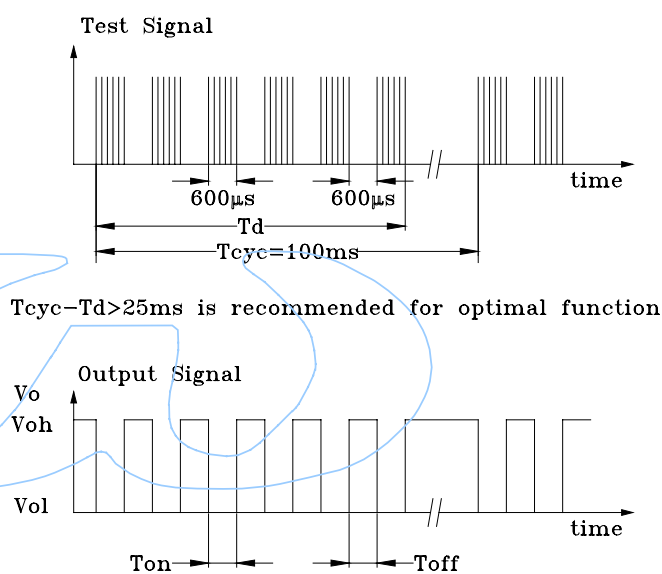 Test Signal
time
600μs 600μs
Td
Tcyc=100ms
Tcyc-Td>25ms is recommended for optimal function
Output Signal
Vo
Voh
Vol
time
Ton Toff